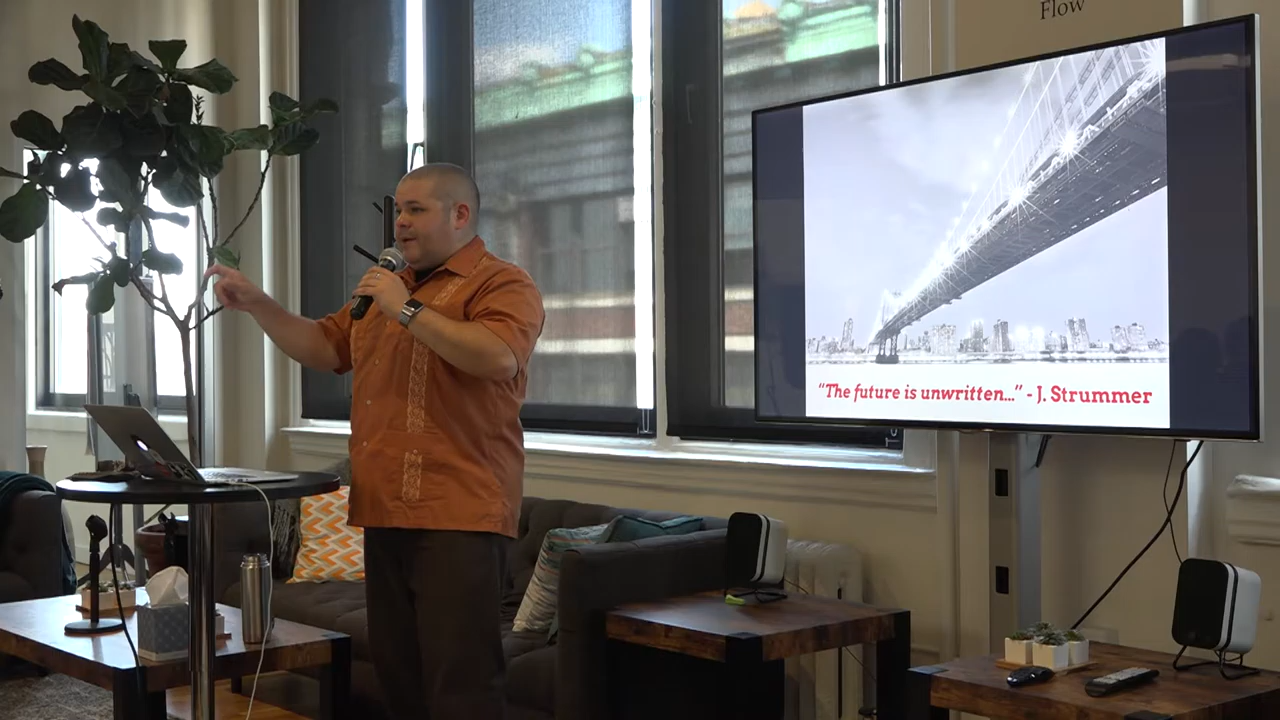 Flow
"The future is unwritten..." - J. Strummer